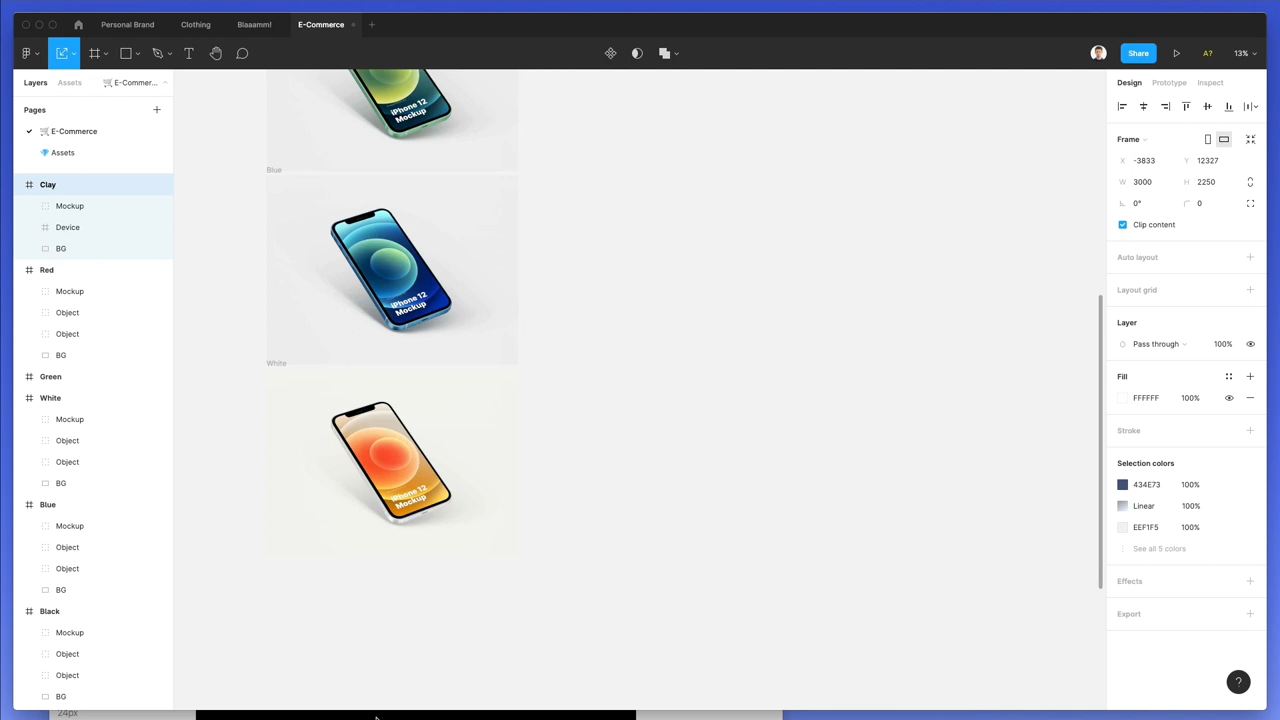 Personal Brand Clothing Blaaamm! E-Commerce
Share A? 13%
Layers Assets 🛒 E-Commer...
Pages
🛒 E-Commerce
💎 Assets
Clay
Mockup
Device
BG
Red
Mockup
Object
Object
BG
Green
White
Mockup
Object
Object
BG
Blue
Mockup
Object
Object
BG
Black
Mockup
Object
Object
BG
iPhone 12
Mockup
Blue
iPhone 12
Mockup
White
iPhone 12
Mockup
Design Prototype Inspect
Frame
X -3833 Y 12327
W 3000 H 2250
0° 0
Clip content
Auto layout
Layout grid
Layer
Pass through 100%
Fill
FFFFFF 100%
Stroke
Selection colors
434E73 100%
Linear 100%
EEF1F5 100%
See all 5 colors
Effects
Export
?
24px